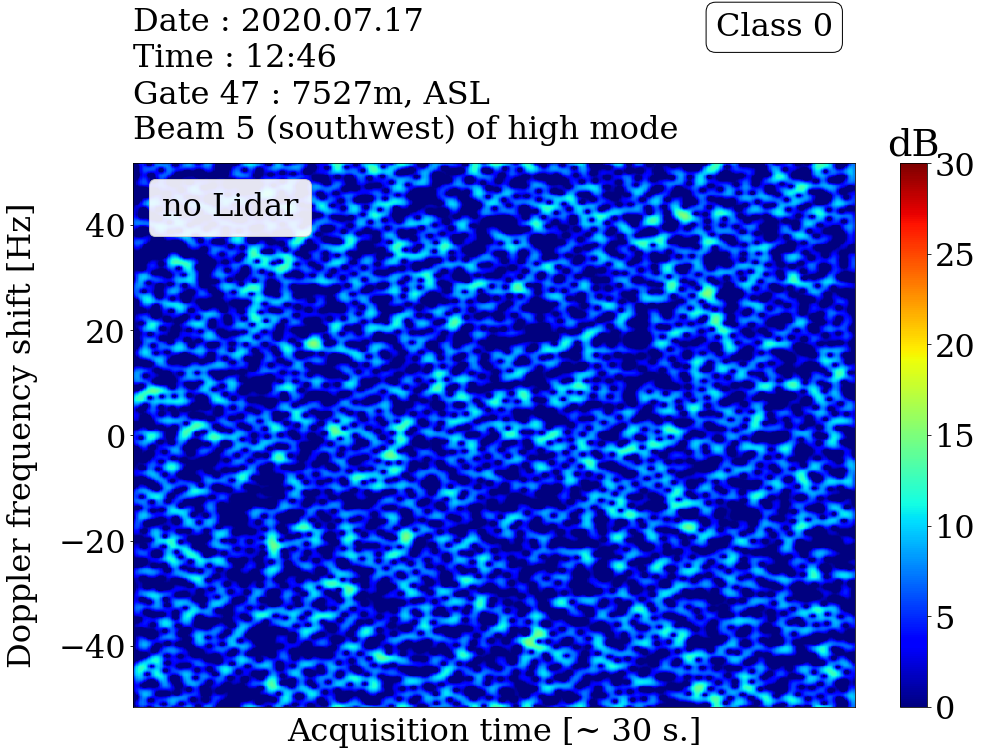 Date : 2020.07.17
Time : 12:46
Gate 47 : 7527m, ASL
Beam 5 (southwest) of high mode
Class 0
dB
no Lidar
Doppler frequency shift [Hz]
40
20
0
−20
−40
Acquisition time [~ 30 s.]
30
25
20
15
10
5
0